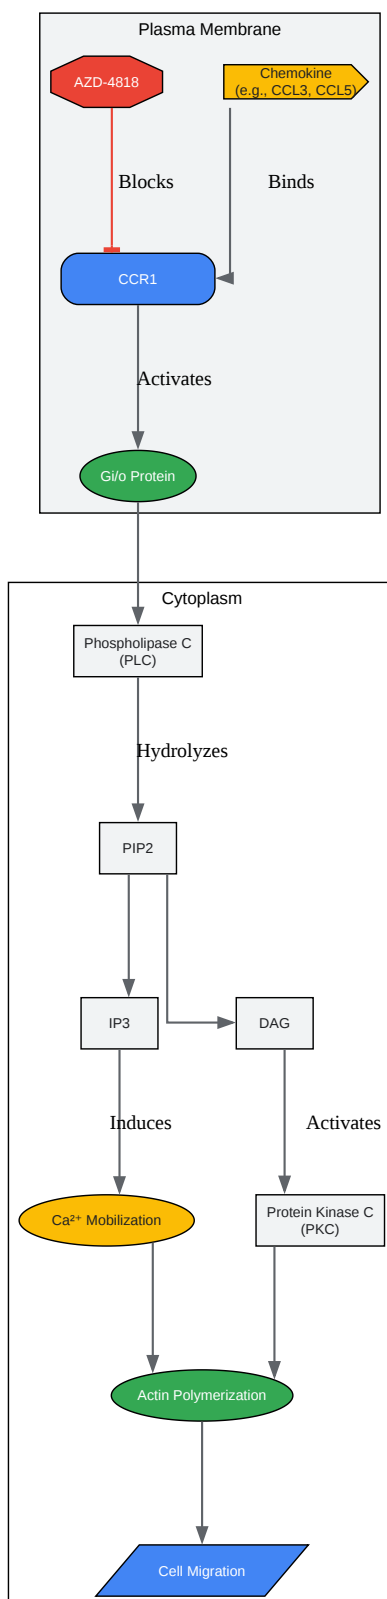 Plasma Membrane
AZD-4818
Chemokine
(e.g., CCL3, CCL5)
Blocks
Binds
CCR1
Activates
Gi/o Protein
Cytoplasm
Phospholipase C
(PLC)
Hydrolyzes
PIP2
IP3
DAG
Induces
Activates
Ca²⁺ Mobilization
Protein Kinase C
(PKC)
Actin Polymerization
Cell Migration